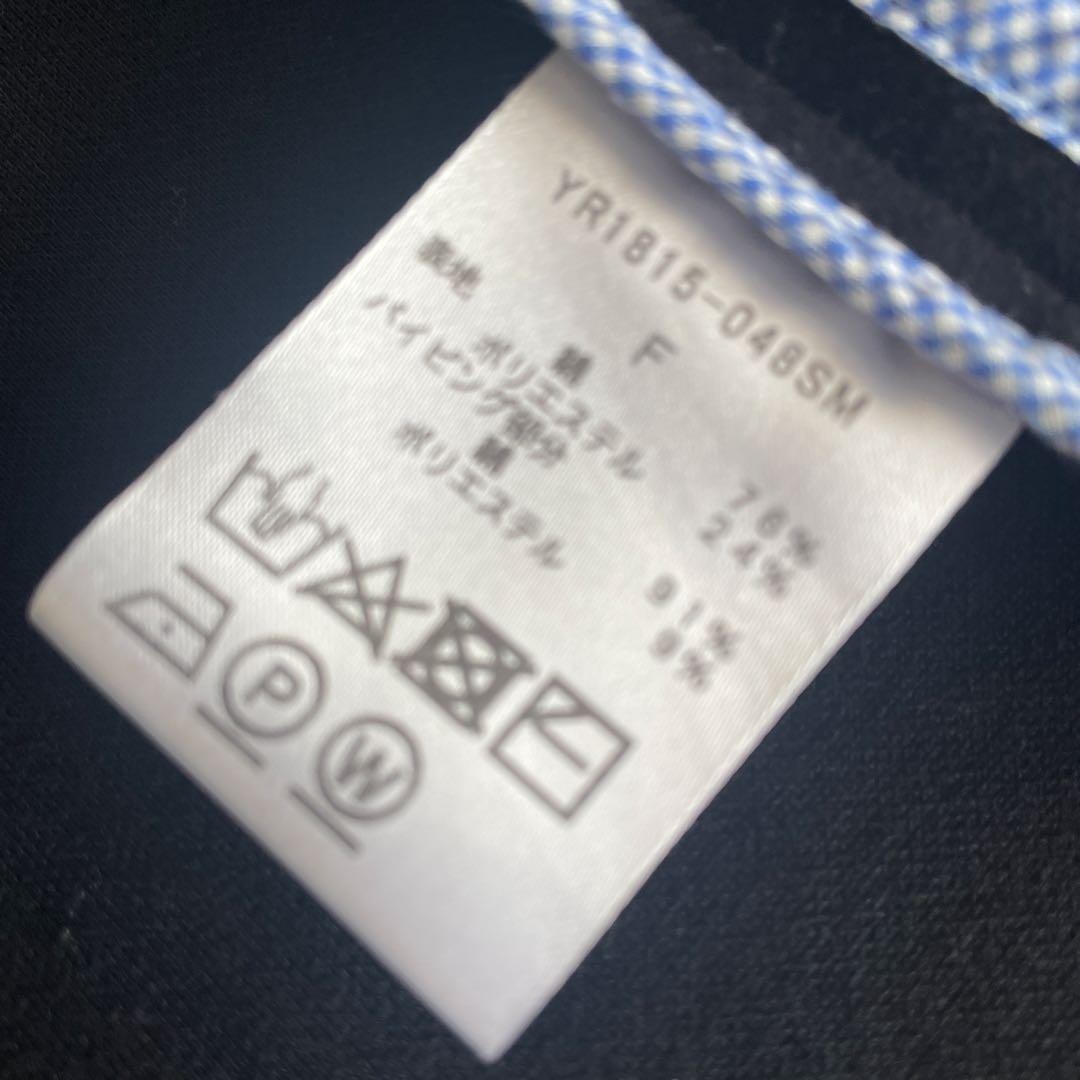 YR1815-048SM
F
表地
綿 76%
ポリエステル 24%
パイピング部分
綿 91%
ポリエステル 9%
P
W